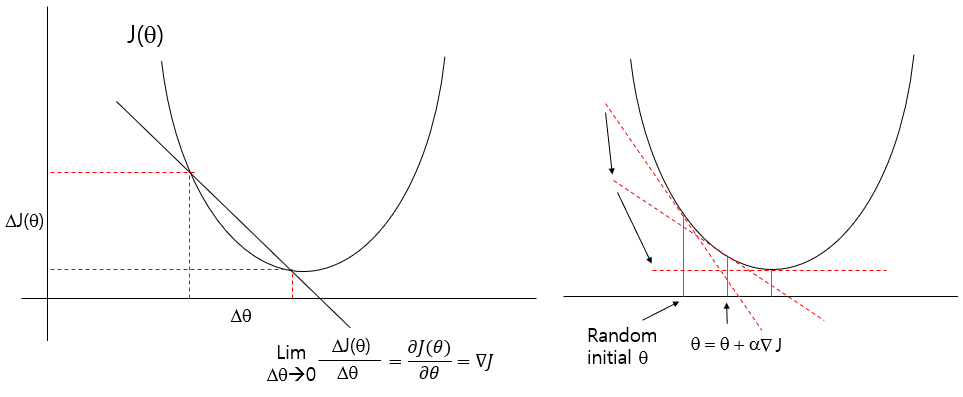 J(θ)
ΔJ(θ)
Δθ
Lim
Δθ→0
ΔJ(θ)
Δθ
= ∂J(θ)/∂θ = ∇J
Random
initial θ
θ = θ + α∇ J